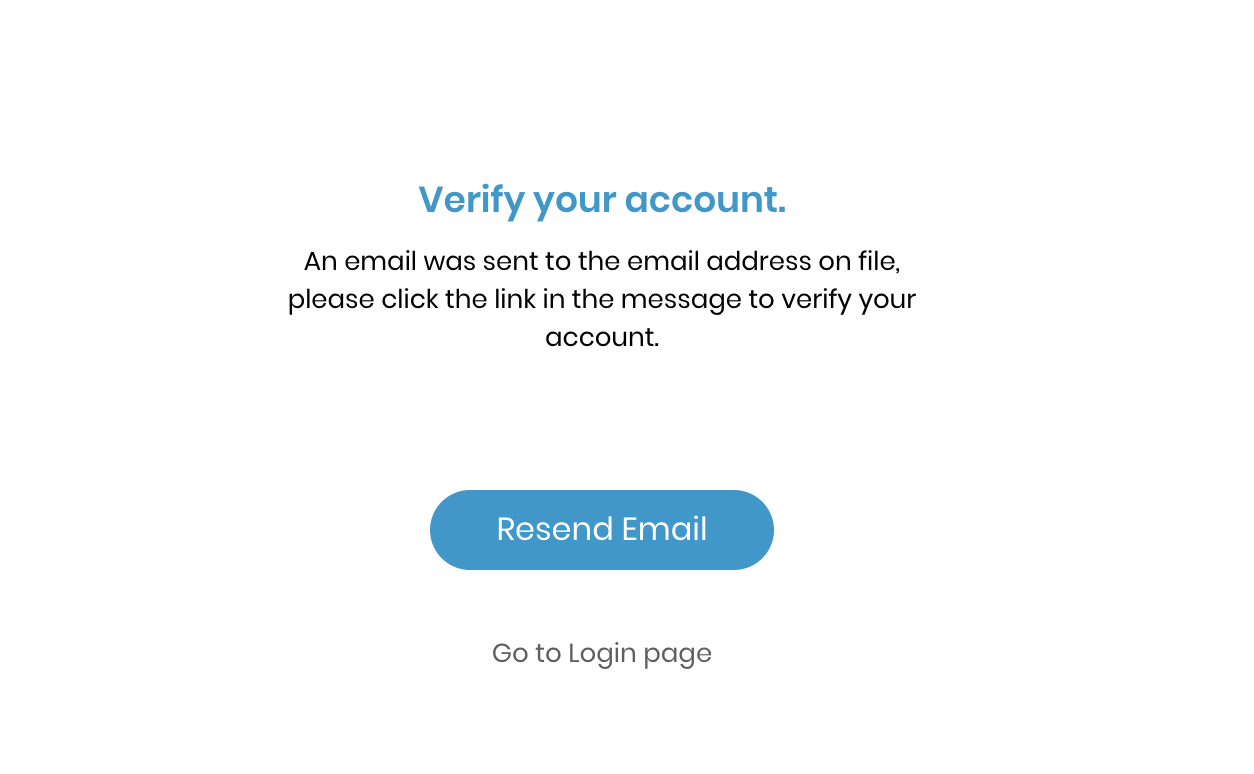 Verify your account.
An email was sent to the email address on file,
please click the link in the message to verify your
account.
Resend Email
Go to Login page